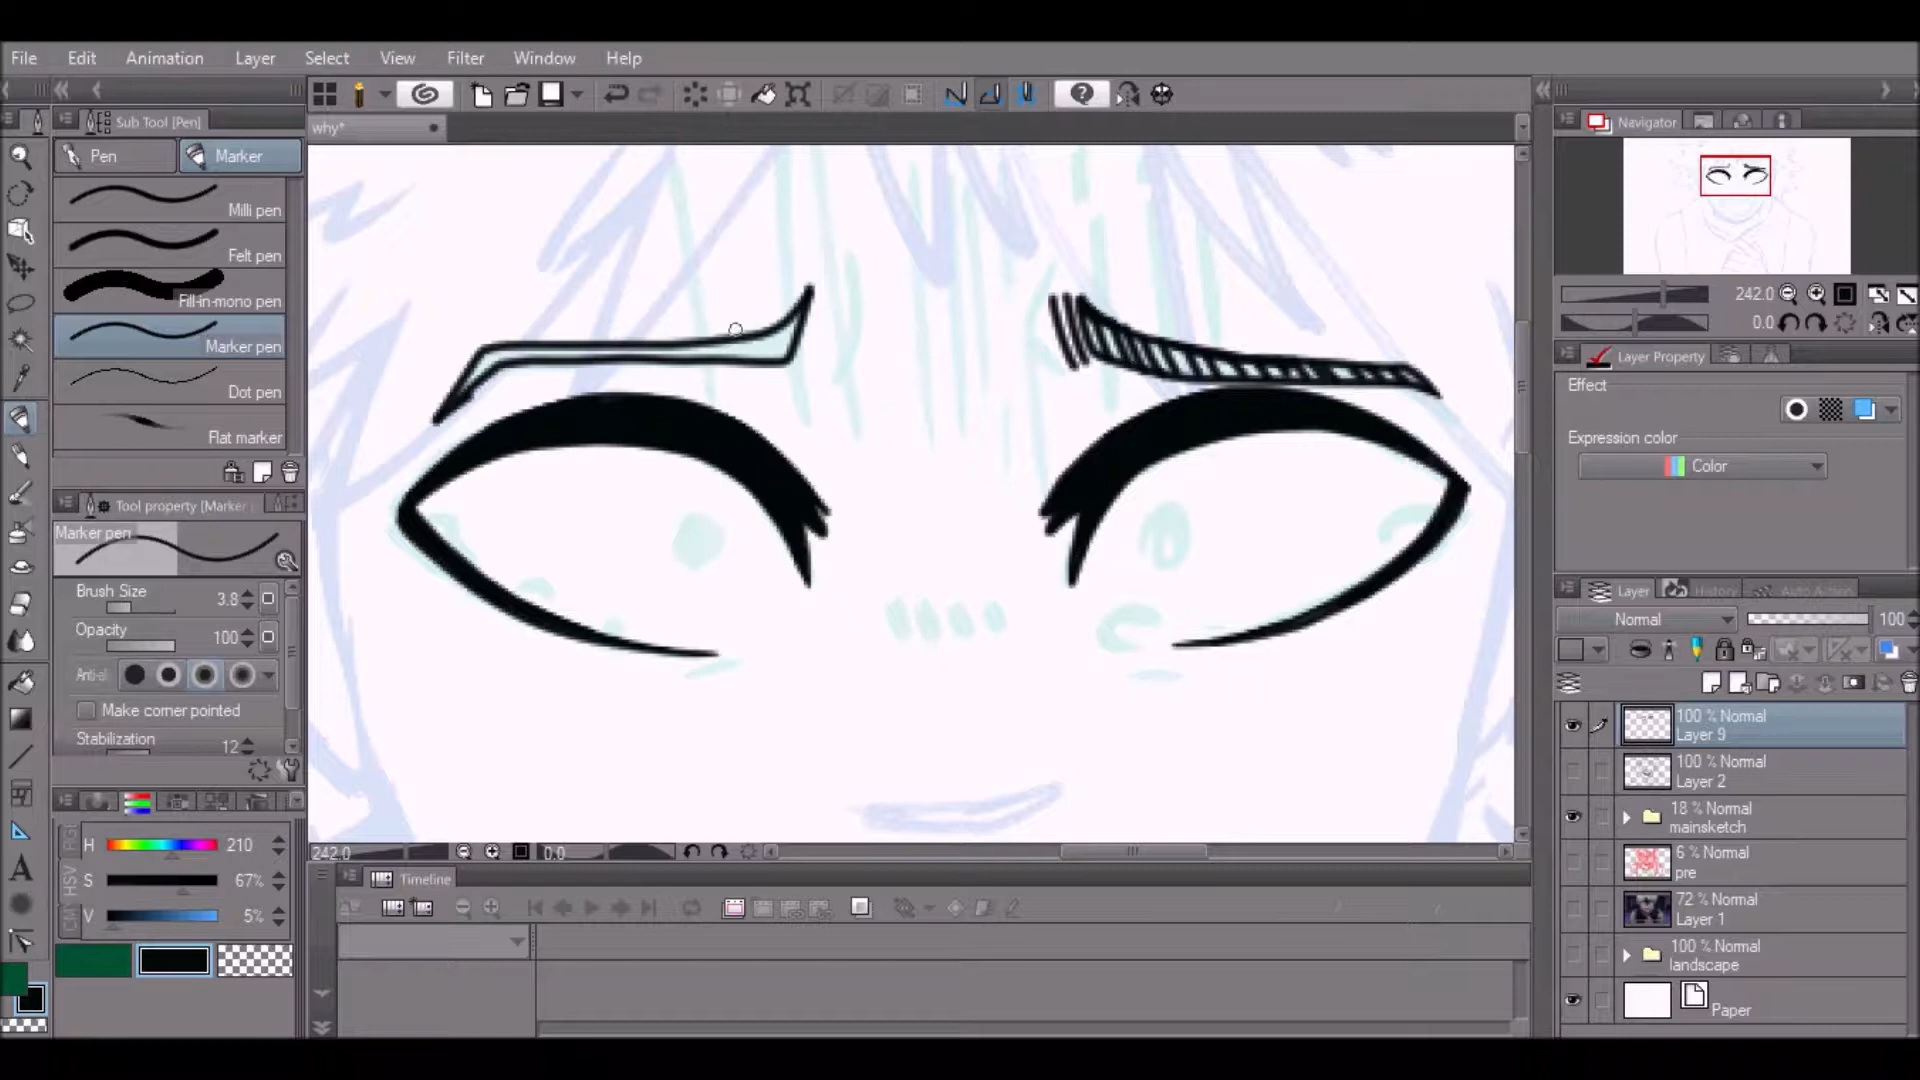 File Edit Animation Layer Select View Filter Window Help
Sub Tool [Pen]
why*
Navigator
Pen Marker
Milli pen
Felt pen
Fill-in-mono pen
Marker pen
Dot pen
Flat marker
Tool property [Marker
Marker pen
Brush Size 3.8
Opacity 100
Make corner pointed
Stabilization 12
H 210
S 67%
V 5%
HSV
242.0 0.0
Timeline
242.0
0.0
Layer Property
Effect
Expression color
Color
Layer History Auto Action
Normal 100
100 % Normal
Layer 9
100 % Normal
Layer 2
18 % Normal
mainsketch
6 % Normal
pre
72 % Normal
Layer 1
100 % Normal
landscape
Paper